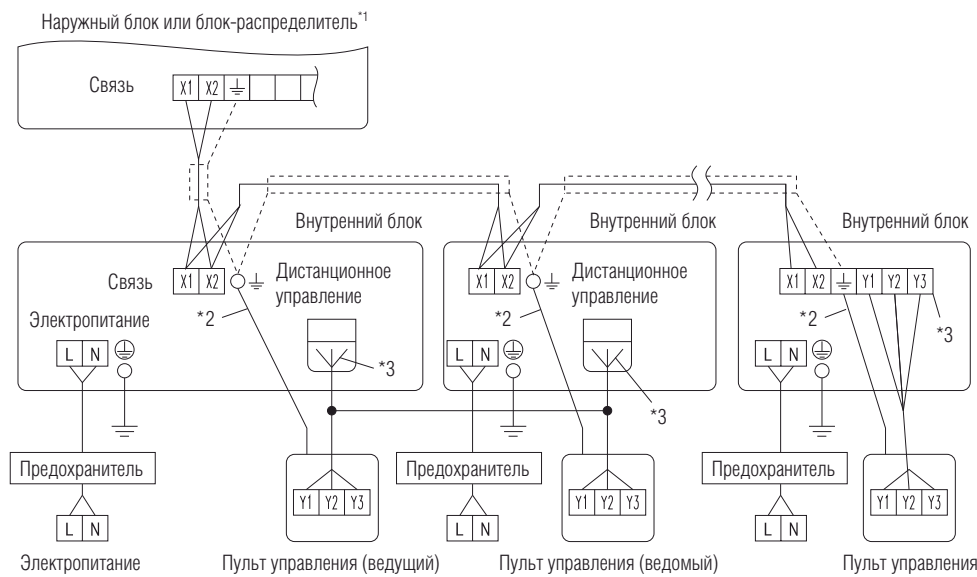 Наружный блок или блок-распределитель*1
Связь
X1 X2
Внутренний блок
Внутренний блок
Внутренний блок
Связь
X1 X2
Дистанционное
управление
*2
*3
Электропитание
L N
X1 X2
Дистанционное
управление
*2
*3
L N
X1 X2 Y1 Y2 Y3
*2
*3
L N
Предохранитель
Y1 Y2 Y3
Предохранитель
Y1 Y2 Y3
Предохранитель
Y1 Y2 Y3
L N
L N
L N
Электропитание
Пульт управления (ведущий)
Пульт управления (ведомый)
Пульт управления